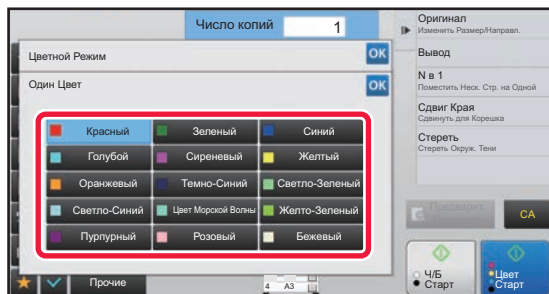 Число копий 1
Цветной Режим OK
Один Цвет OK
Красный Зеленый Синий
Голубой Сиреневый Желтый
Оранжевый Темно-Синий Светло-Зеленый
Светло-Синий Цвет Морской Волны Желто-Зеленый
Пурпурный Розовый Бежевый
Прочие
4 A3
Оригинал
Изменить Размер/Направл.
Вывод
N в 1
Поместить Неск. Стр. на Одной
Сдвиг Края
Сдвинуть для Корешка
Стереть
Стереть Окруж. Тени
Предварит.
CA
Ч/Б
Старт
Цвет
Старт